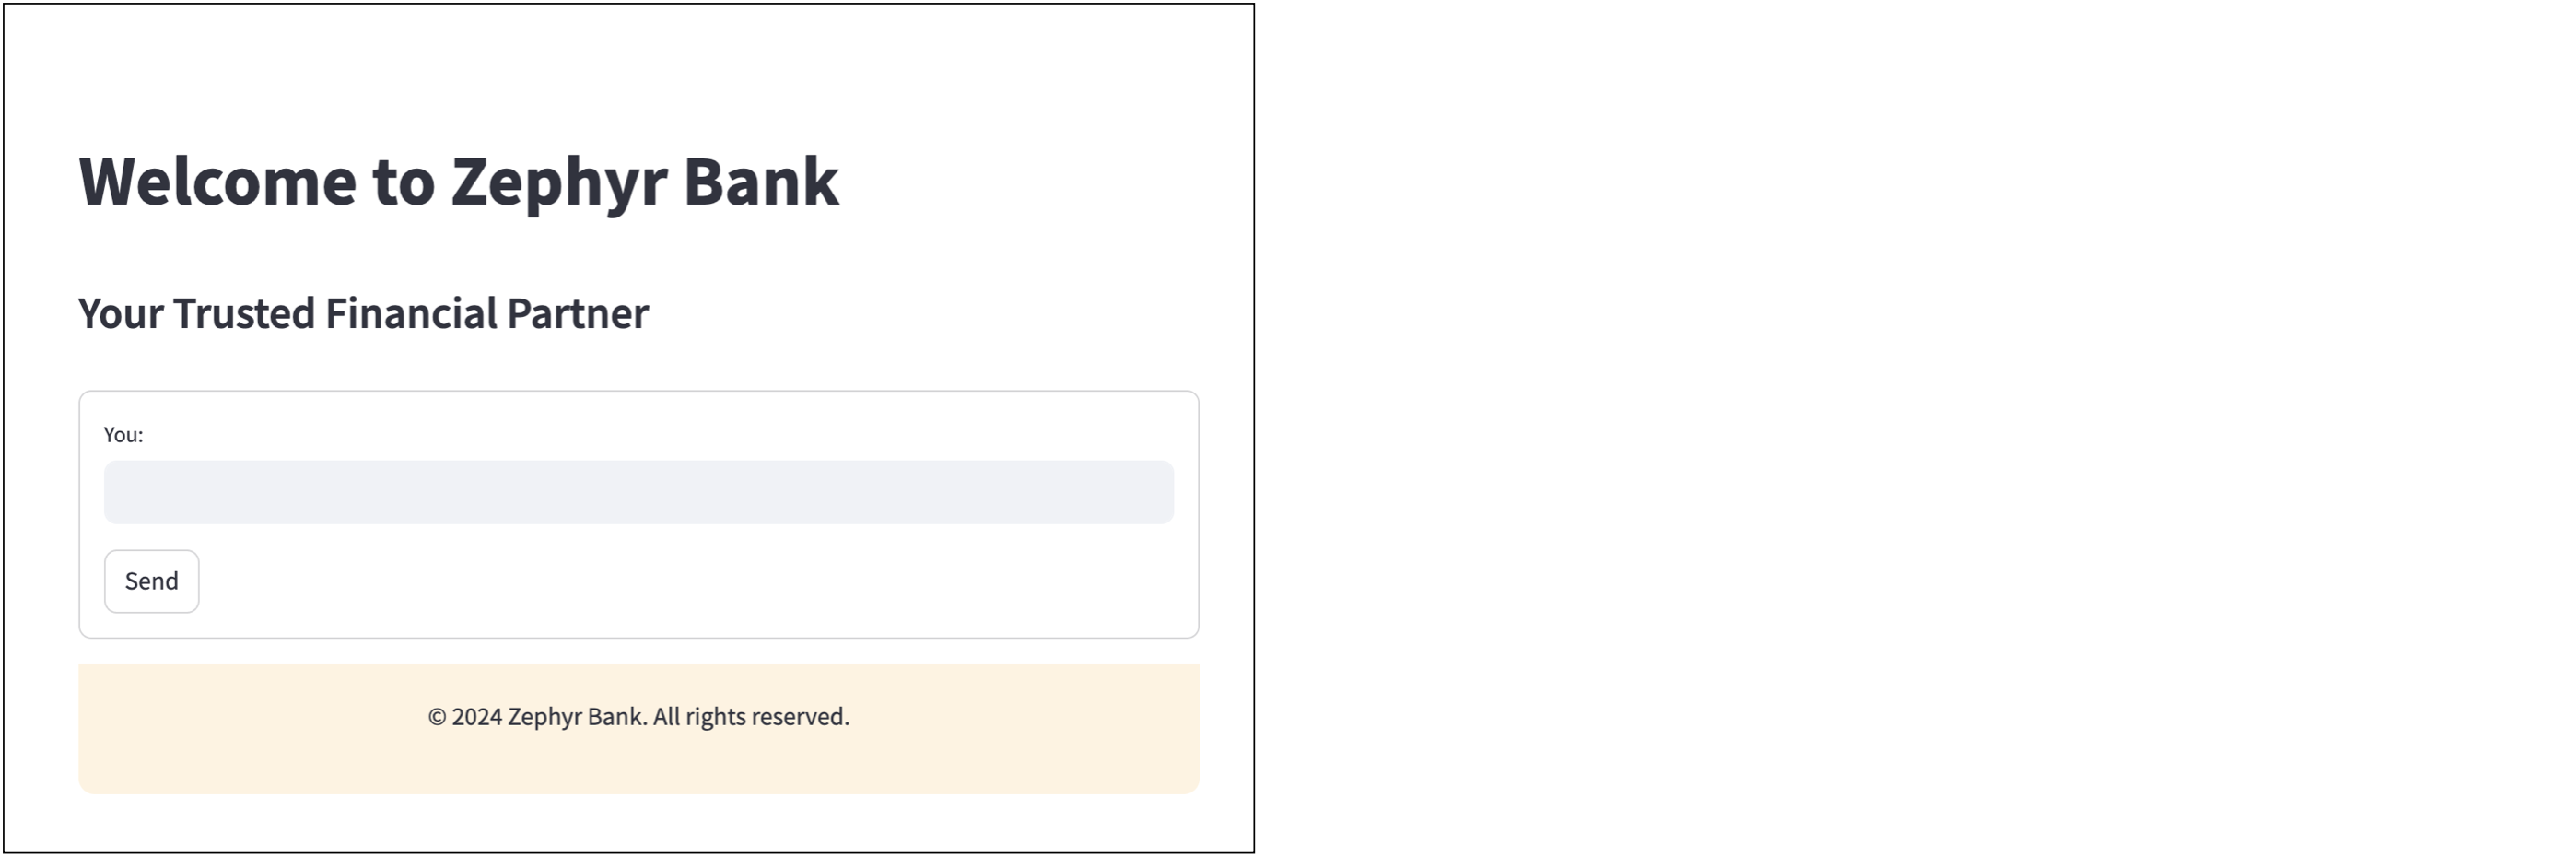 Welcome to Zephyr Bank
Your Trusted Financial Partner
You:
Send
© 2024 Zephyr Bank. All rights reserved.